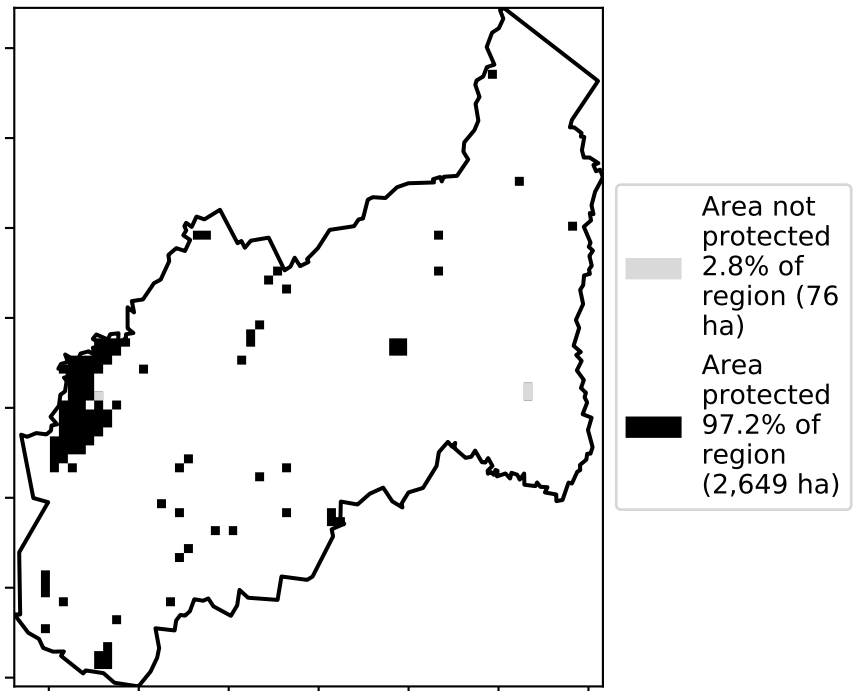 Area not
protected
2.8% of
region (76
ha)
Area
protected
97.2% of
region
(2,649 ha)